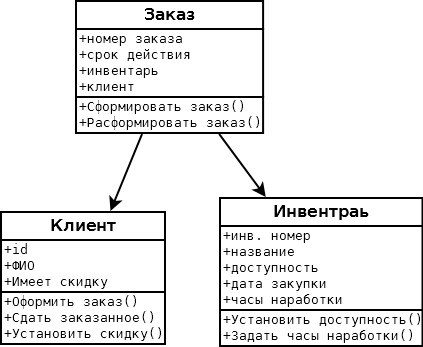 Заказ
+номер заказа
+срок действия
+инвентарь
+клиент
+Сформировать заказ()
+Расформировать заказ()
Клиент
+id
+ФИО
+Имеет скидку
+Оформить заказ()
+Сдать заказанное()
+Установить скидку()
Инвентраь
+инв. номер
+название
+доступность
+дата закупки
+часы наработки
+Установить доступность()
+Задать часы наработки()